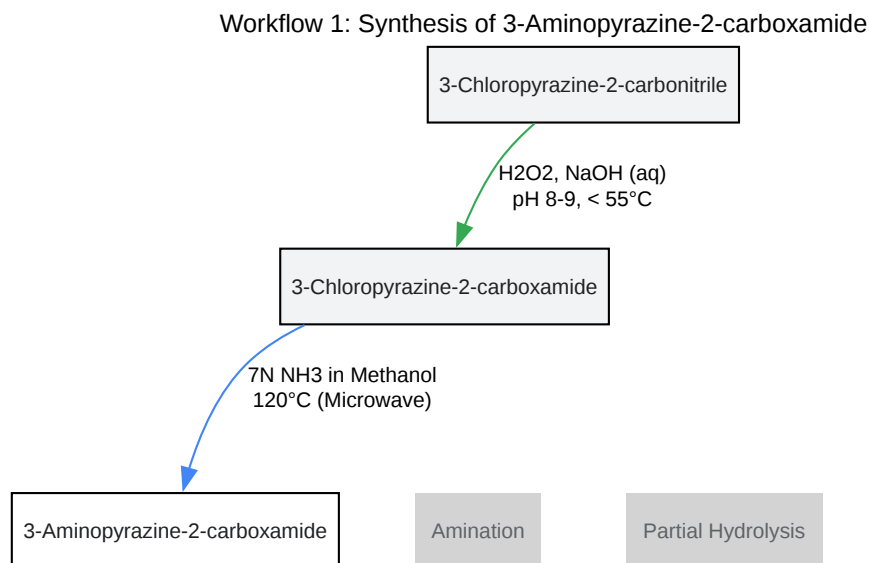 Workflow 1: Synthesis of 3-Aminopyrazine-2-carboxamide
3-Chloropyrazine-2-carbonitrile
H2O2, NaOH (aq)
pH 8-9, < 55°C
3-Chloropyrazine-2-carboxamide
7N NH3 in Methanol
120°C (Microwave)
3-Aminopyrazine-2-carboxamide
Amination
Partial Hydrolysis